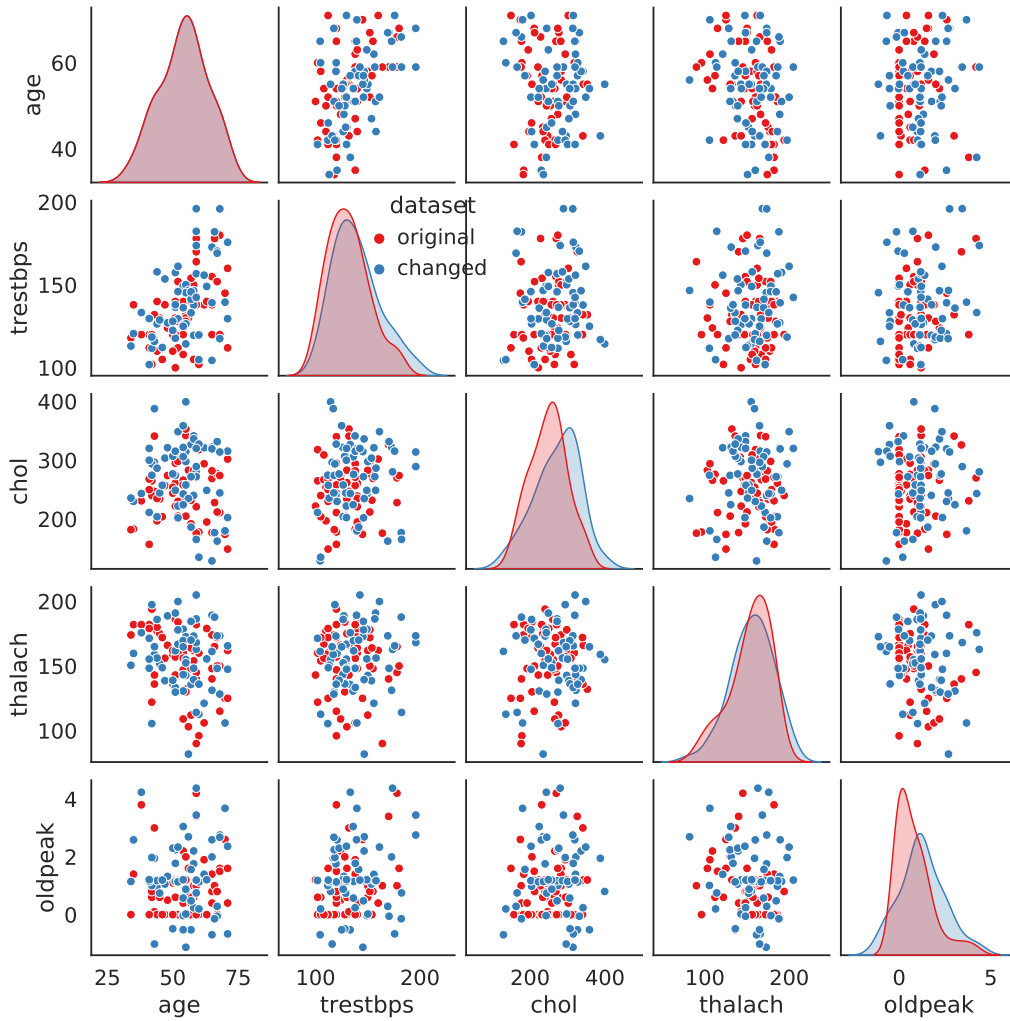 age
60
40
trestbps
200
150
100
dataset
original
changed
chol
400
300
200
thalach
200
150
100
oldpeak
4
2
0
25 50 75 100 200 200 400 100 200 0 5
age trestbps chol thalach oldpeak